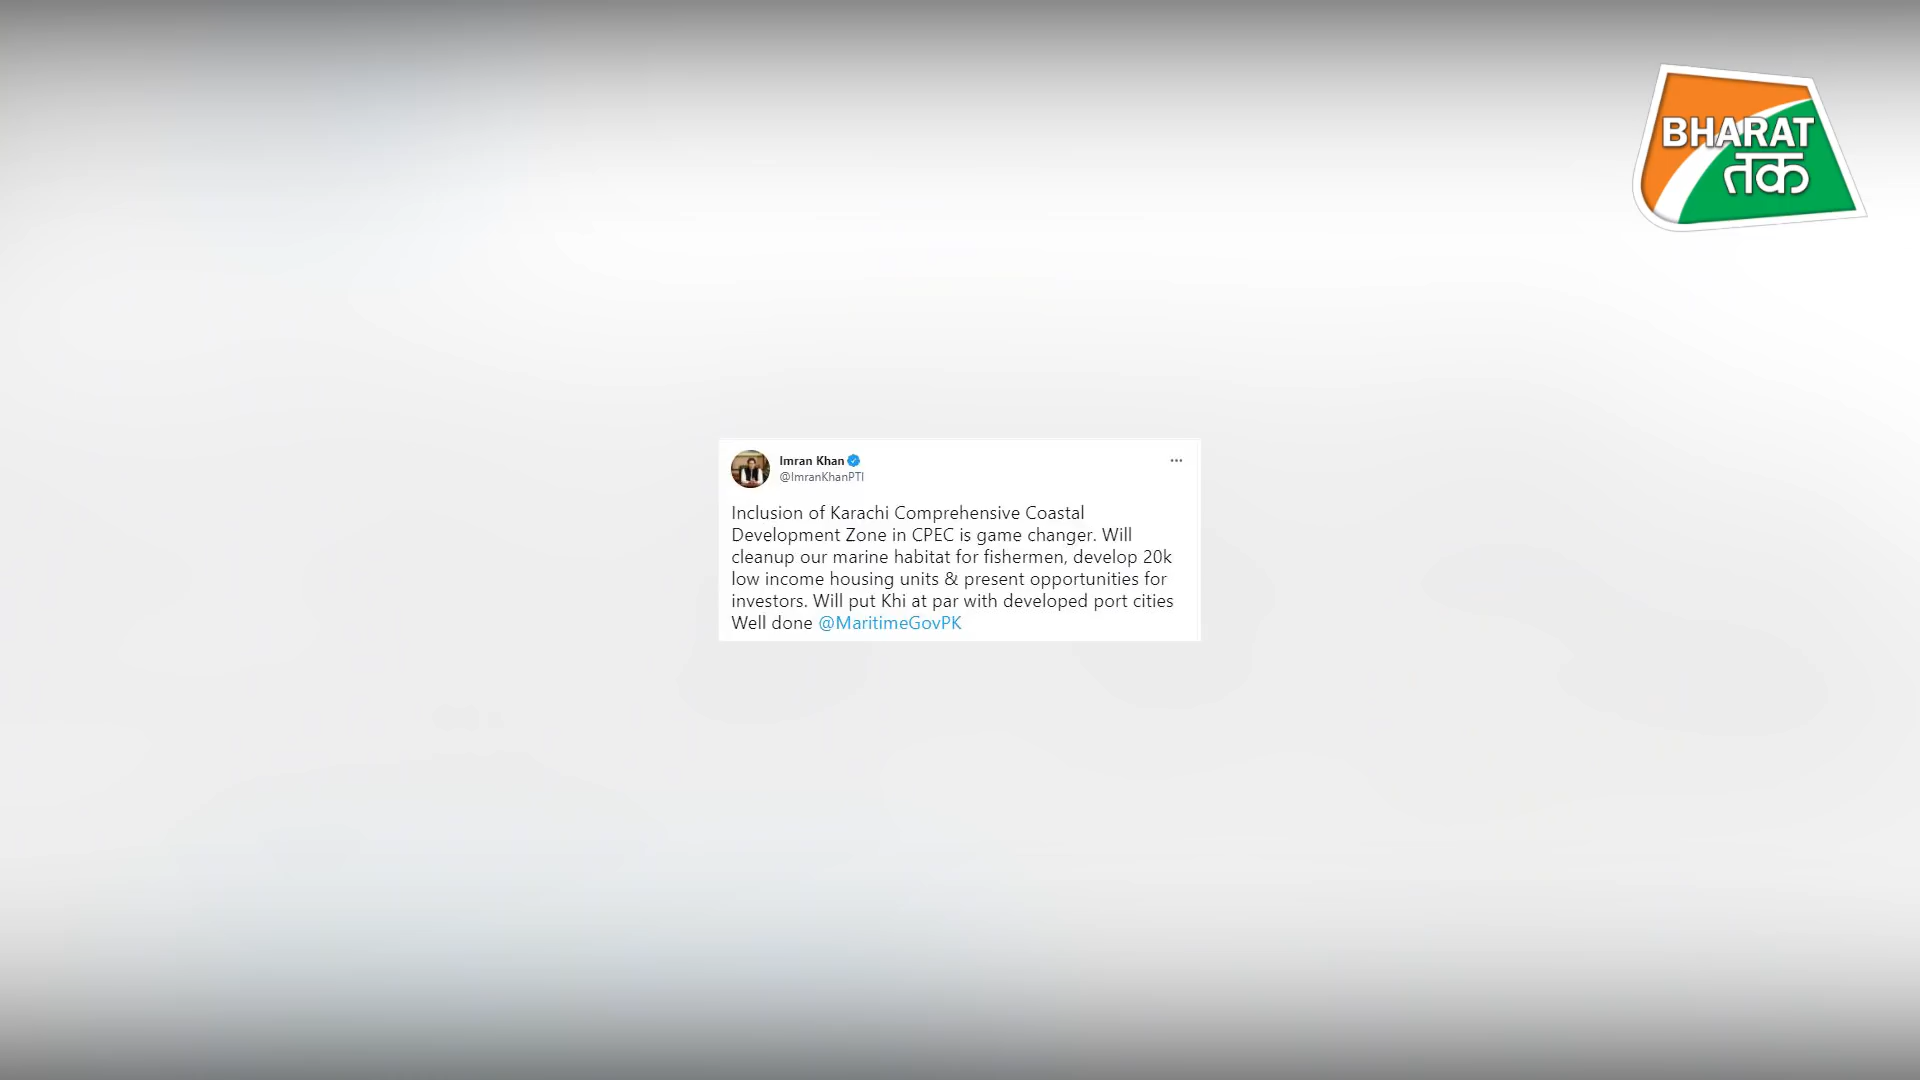 BHARAT
तक
Imran Khan
@ImranKhanPTI
Inclusion of Karachi Comprehensive Coastal
Development Zone in CPEC is game changer. Will
cleanup our marine habitat for fishermen, develop 20k
low income housing units & present opportunities for
investors. Will put Khi at par with developed port cities
Well done @MaritimeGovPK